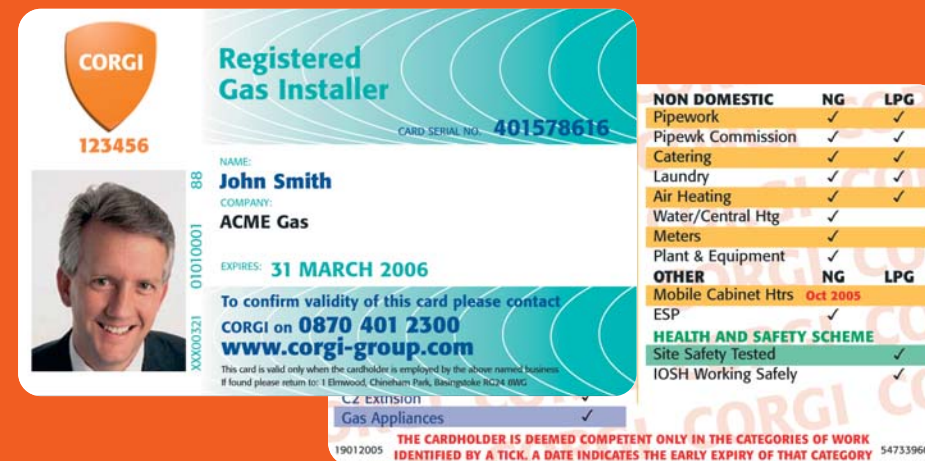 CORGI
123456
Registered
Gas Installer
CARD SERIAL NO. 401578616
NAME:
John Smith
COMPANY:
ACME Gas
EXPIRES: 31 MARCH 2006
To confirm validity of this card please contact
CORGI on 0870 401 2300
www.corgi-group.com
This card is valid only when the cardholder is employed by the above named business
If found please return to: 1 Elmwood, Chineham Park, Basingstoke RG24 8WG
88
01010001
XXX00321
NON DOMESTIC NG LPG
Pipework ✓ ✓
Pipewk Commission ✓ ✓
Catering ✓ ✓
Laundry ✓ ✓
Air Heating ✓ ✓
Water/Central Htg ✓
Meters ✓
Plant & Equipment ✓
OTHER NG LPG
Mobile Cabinet Htrs Oct 2005
ESP ✓
HEALTH AND SAFETY SCHEME
Site Safety Tested ✓
IOSH Working Safely ✓
C2 Extnsion ✓
Gas Appliances ✓
19012005
THE CARDHOLDER IS DEEMED COMPETENT ONLY IN THE CATEGORIES OF WORK
IDENTIFIED BY A TICK. A DATE INDICATES THE EARLY EXPIRY OF THAT CATEGORY